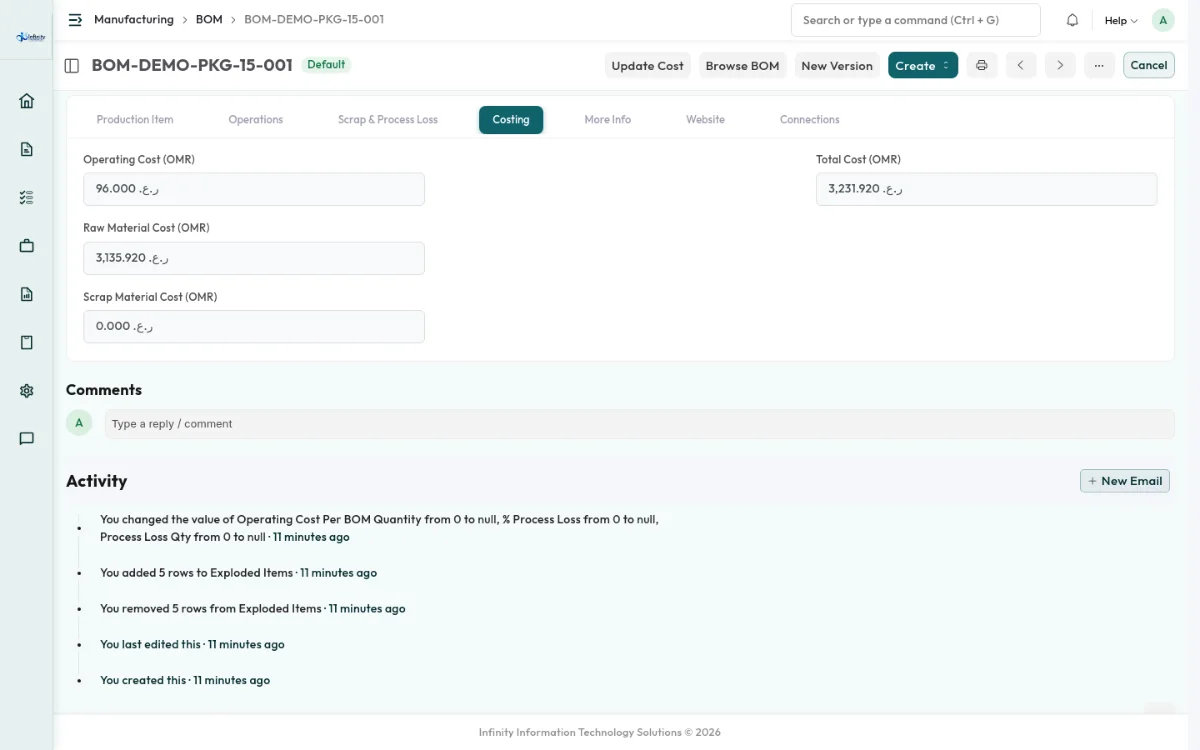 Manufacturing > BOM > BOM-DEMO-PKG-15-001
Search or type a command (Ctrl + G)
Help
A
Infinity
BOM-DEMO-PKG-15-001 Default
Update Cost Browse BOM New Version Create ... Cancel
Production Item Operations Scrap & Process Loss Costing More Info Website Connections
Operating Cost (OMR)
96.000 ر.ع.
Total Cost (OMR)
3,231.920 ر.ع.
Raw Material Cost (OMR)
3,135.920 ر.ع.
Scrap Material Cost (OMR)
0.000 ر.ع.
Comments
A
Type a reply / comment
Activity
+ New Email
You changed the value of Operating Cost Per BOM Quantity from 0 to null, % Process Loss from 0 to null,
Process Loss Qty from 0 to null · 11 minutes ago
You added 5 rows to Exploded Items · 11 minutes ago
You removed 5 rows from Exploded Items · 11 minutes ago
You last edited this · 11 minutes ago
You created this · 11 minutes ago
Infinity Information Technology Solutions © 2026